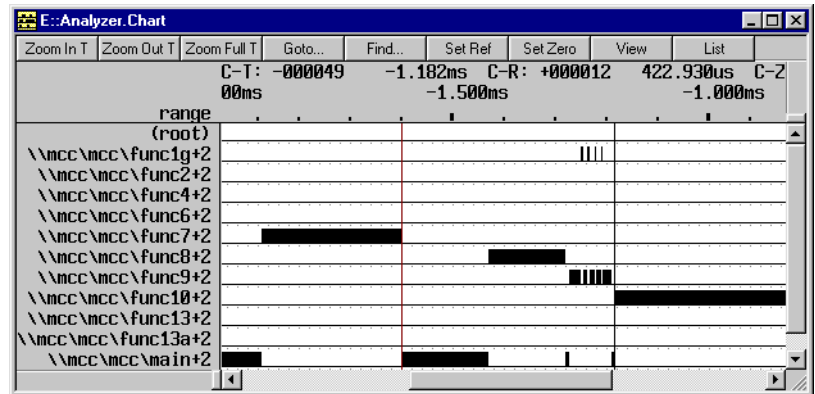 E::Analyzer.Chart
Zoom In T Zoom Out T Zoom Full T Goto... Find... Set Ref Set Zero View List
C-T: -000049 -1.182ms C-R: +000012 422.930us C-Z
00ms -1.500ms -1.000ms
range
(root)
\\mcc\mcc\func1g+2
\\mcc\mcc\func2+2
\\mcc\mcc\func4+2
\\mcc\mcc\func6+2
\\mcc\mcc\func7+2
\\mcc\mcc\func8+2
\\mcc\mcc\func9+2
\\mcc\mcc\func10+2
\\mcc\mcc\func13+2
\\mcc\mcc\func13a+2
\\mcc\mcc\main+2